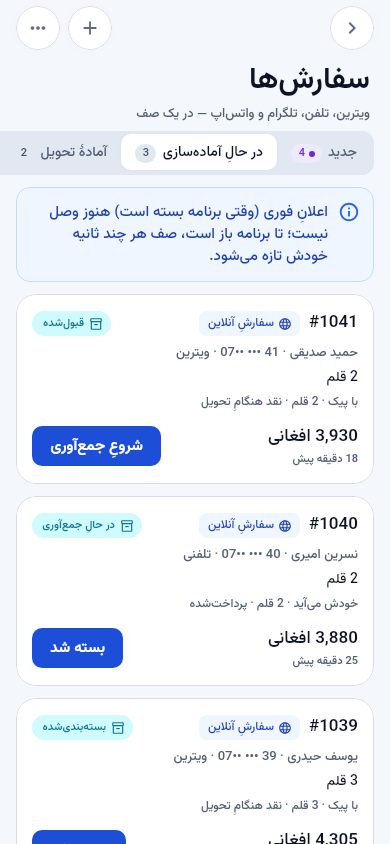 سفارش‌ها
ویترین، تلفن، تلگرام و واتس‌اپ — در یک صف
جدید 4 در حالِ آماده‌سازی 3 آمادهٔ تحویل 2
اعلانِ فوری (وقتی برنامه بسته است) هنوز وصل
نیست؛ تا برنامه باز است، صف هر چند ثانیه
خودش تازه می‌شود.
#1041 سفارشِ آنلاین قبول‌شده
حمید صدیقی · 07•• ••• 41 · ویترین
2 قلم
با پیک · 2 قلم · نقد هنگامِ تحویل
3,930 افغانی
شروعِ جمع‌آوری
18 دقیقه پیش
#1040 سفارشِ آنلاین در حالِ جمع‌آوری
نسرین امیری · 07•• ••• 40 · تلفنی
2 قلم
خودش می‌آید · 2 قلم · پرداخت‌شده
3,880 افغانی
بسته شد
25 دقیقه پیش
#1039 سفارشِ آنلاین بسته‌بندی‌شده
یوسف حیدری · 07•• ••• 39 · ویترین
3 قلم
با پیک · 3 قلم · نقد هنگامِ تحویل
4,305 افغانی